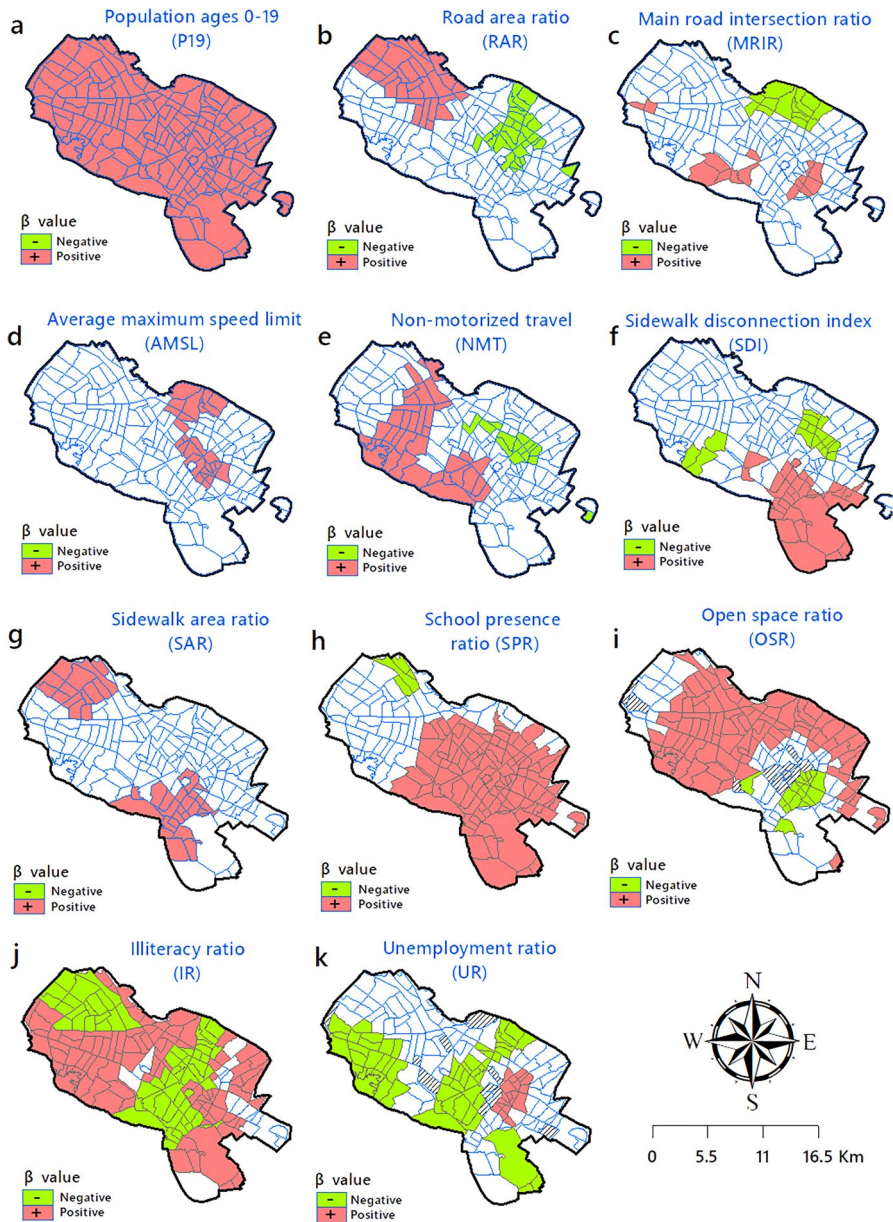 a
Population ages 0-19
(P19)
β value
- Negative
+ Positive
b
Road area ratio
(RAR)
β value
- Negative
+ Positive
c
Main road intersection ratio
(MRIR)
β value
- Negative
+ Positive
d
Average maximum speed limit
(AMSL)
β value
- Negative
+ Positive
e
Non-motorized travel
(NMT)
β value
- Negative
+ Positive
f
Sidewalk disconnection index
(SDI)
β value
- Negative
+ Positive
g
Sidewalk area ratio
(SAR)
β value
- Negative
+ Positive
h
School presence
ratio (SPR)
β value
- Negative
+ Positive
i
Open space ratio
(OSR)
β value
- Negative
+ Positive
j
Illiteracy ratio
(IR)
β value
- Negative
+ Positive
k
Unemployment ratio
(UR)
β value
- Negative
+ Positive
N
W E
S
0 5.5 11 16.5 Km